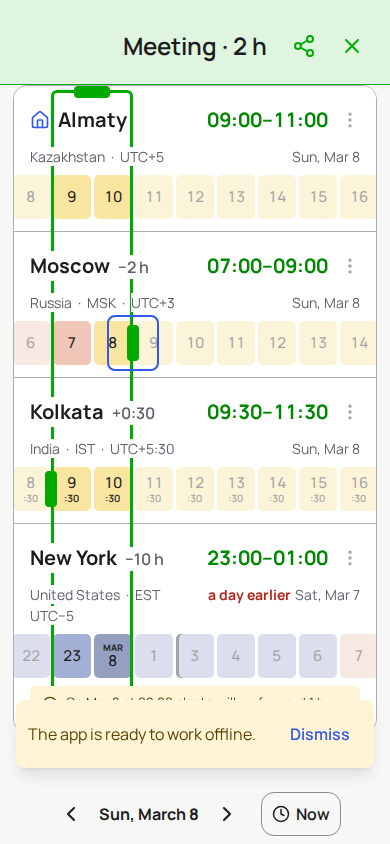 Meeting · 2 h
Almaty 09:00–11:00
Kazakhstan · UTC+5 Sun, Mar 8
8 9 10 11 12 13 14 15 16
Moscow −2 h 07:00–09:00
Russia · MSK · UTC+3 Sun, Mar 8
6 7 8 9 10 11 12 13 14
Kolkata +0:30 09:30–11:30
India · IST · UTC+5:30 Sun, Mar 8
8 9 10 11 12 13 14 15 16
:30 :30 :30 :30 :30 :30 :30 :30 :30
New York −10 h 23:00–01:00
United States · EST a day earlier Sat, Mar 7
UTC−5
MAR
22 23 8 1 3 4 5 6 7
The app is ready to work offline. Dismiss
Sun, March 8 Now